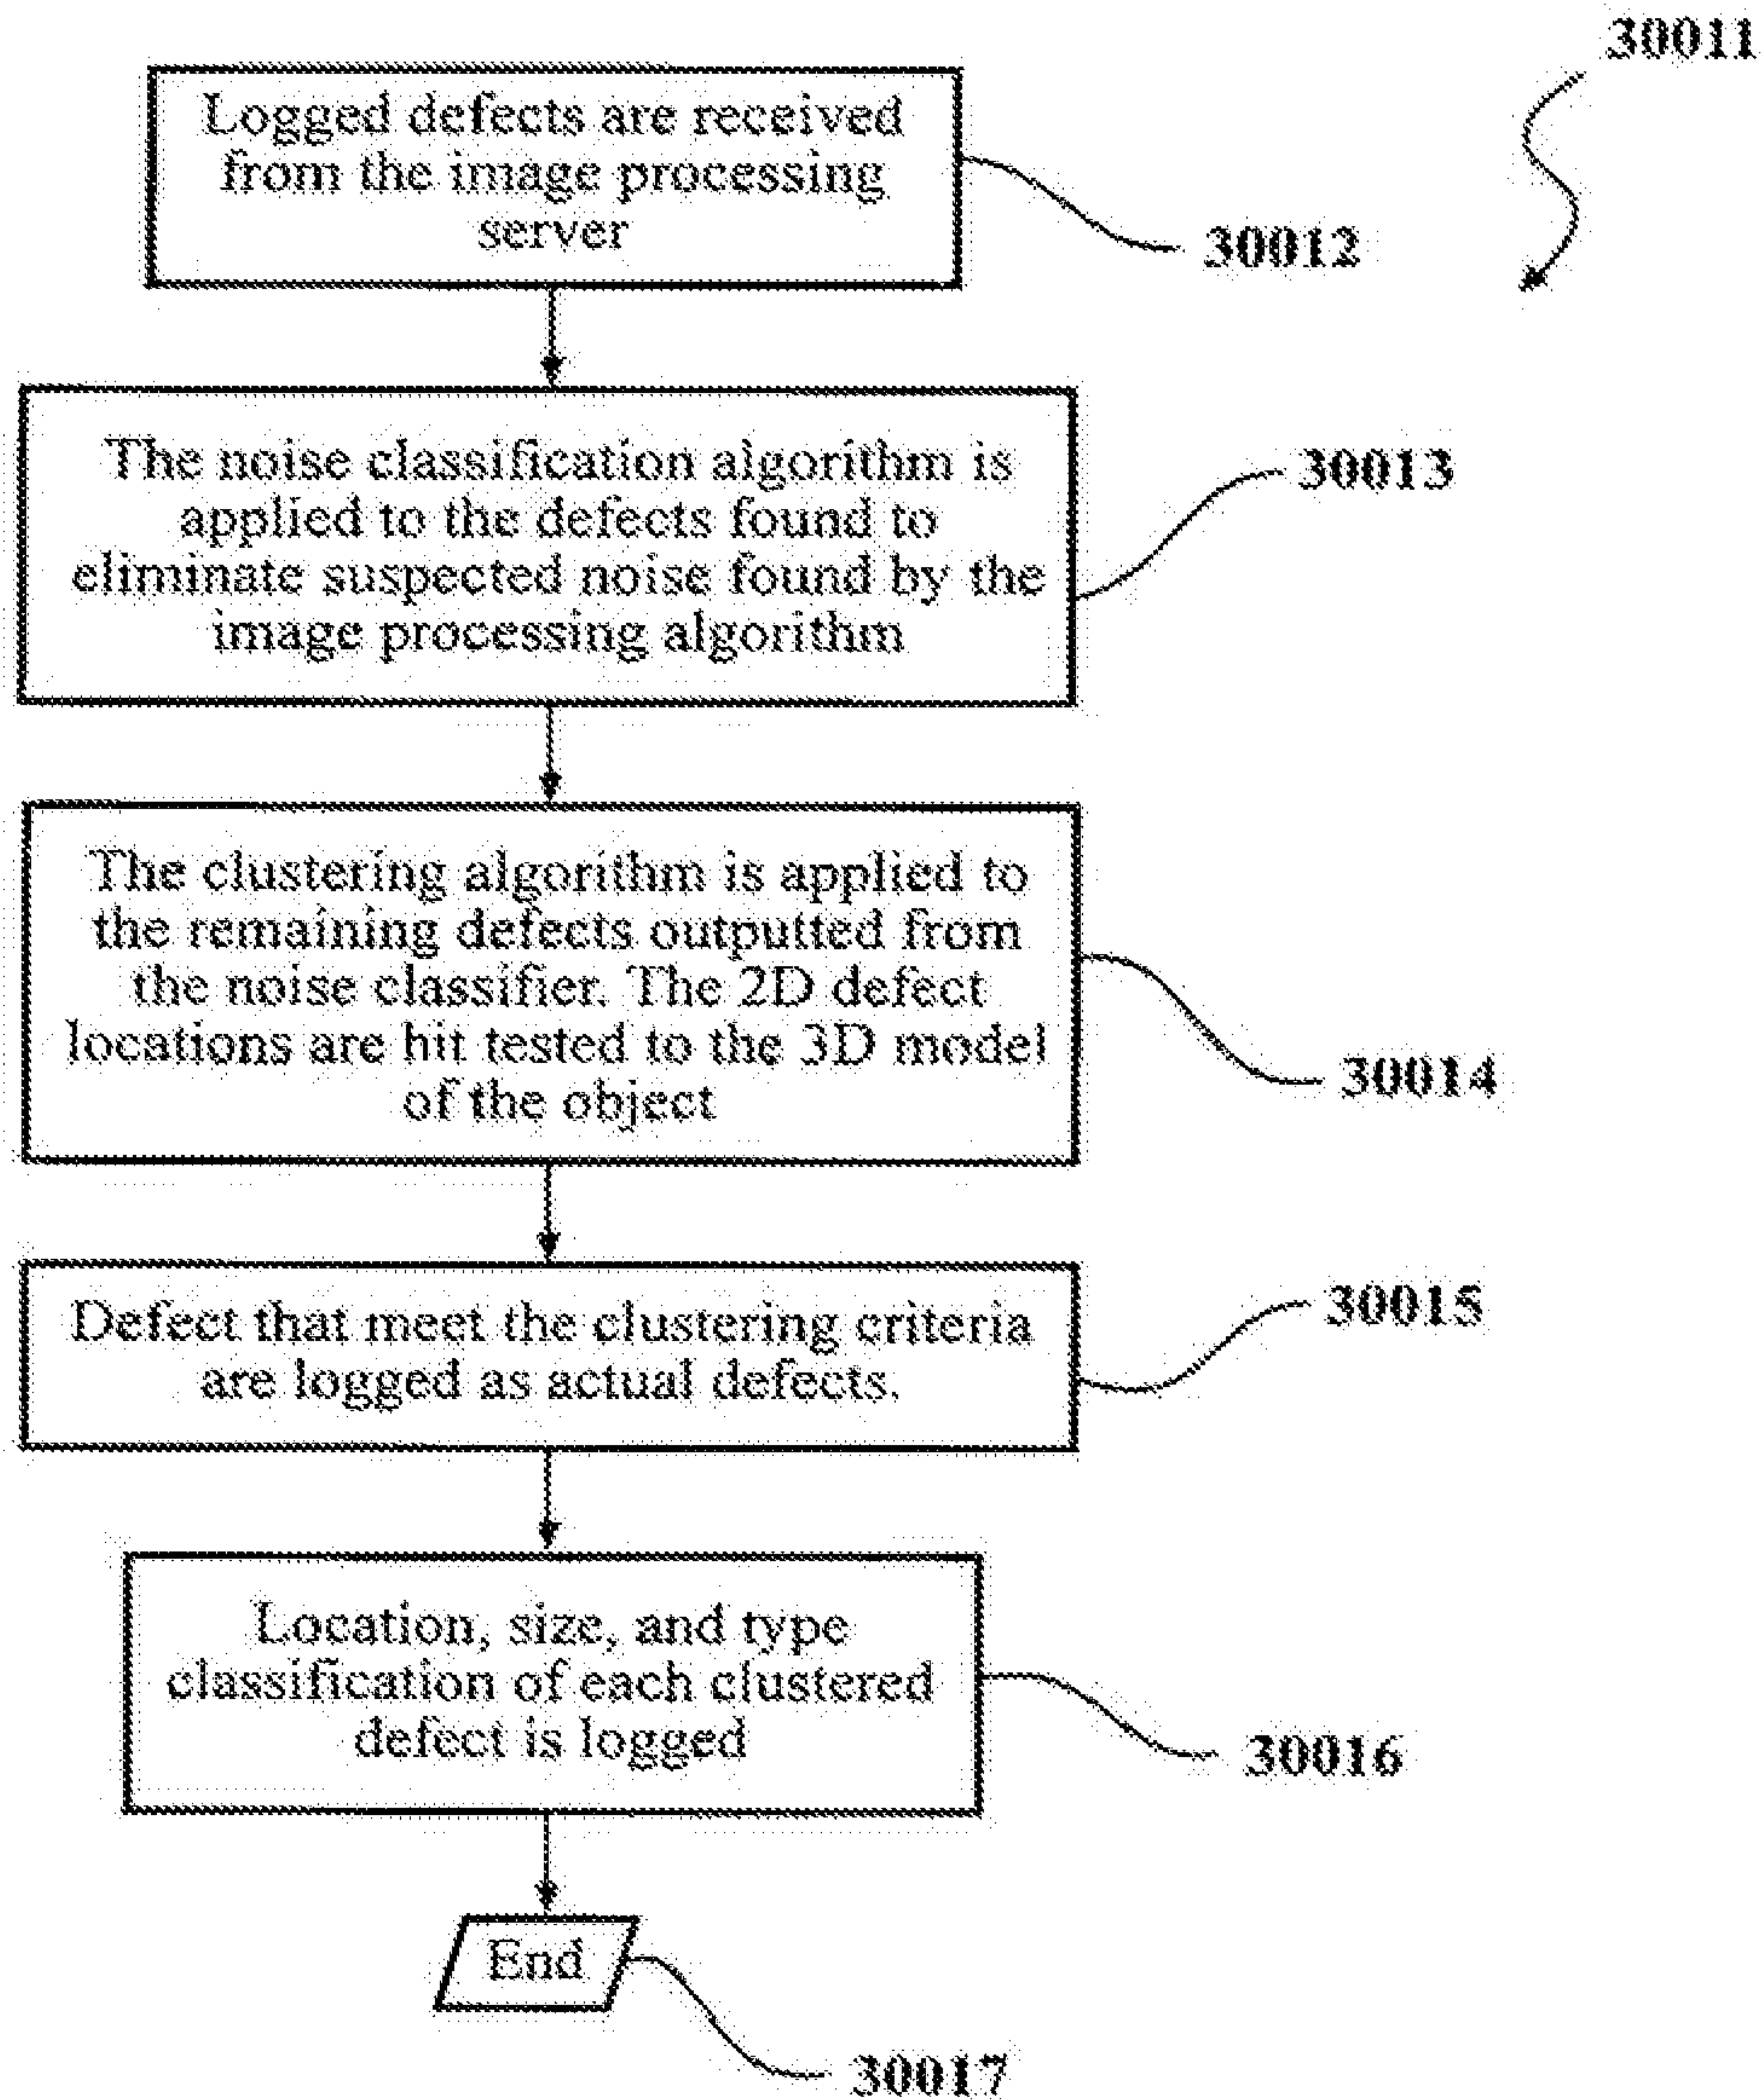 30011
Logged defects are received
from the image processing
server
30012
The noise classification algorithm is
applied to the defects found to
eliminate suspected noise found by the
image processing algorithm
30013
The clustering algorithm is applied to
the remaining defects outputted from
the noise classifier. The 2D defect
locations are hit tested to the 3D model
of the object
30014
Defect that meet the clustering criteria
are logged as actual defects.
30015
Location, size, and type
classification of each clustered
defect is logged
30016
End
30017